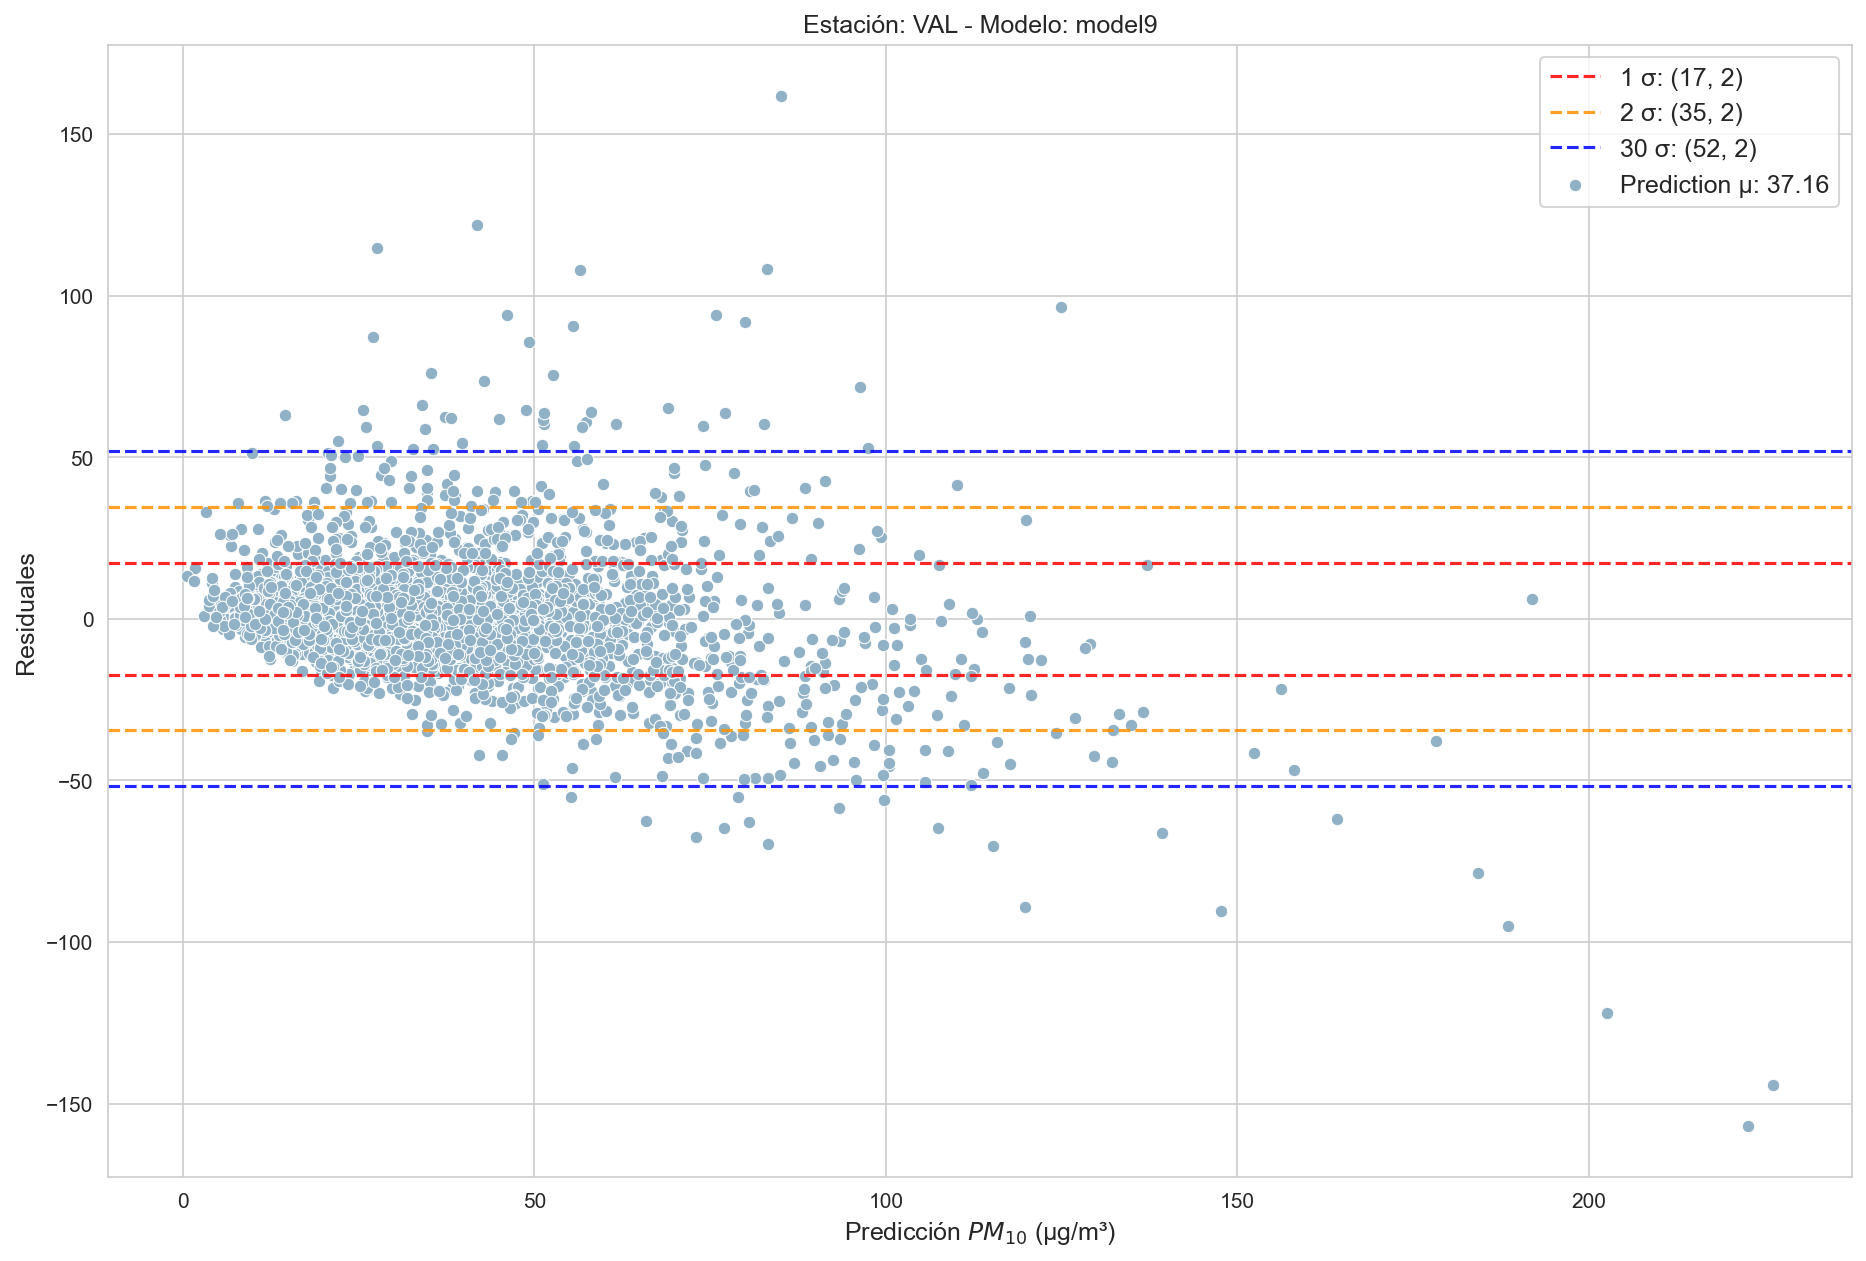 Estación: VAL - Modelo: model9
1 σ: (17, 2)
2 σ: (35, 2)
30 σ: (52, 2)
Prediction μ: 37.16
Residuales
150
100
50
0
−50
−100
−150
0 50 100 150 200
Predicción PM₁₀ (μg/m³)